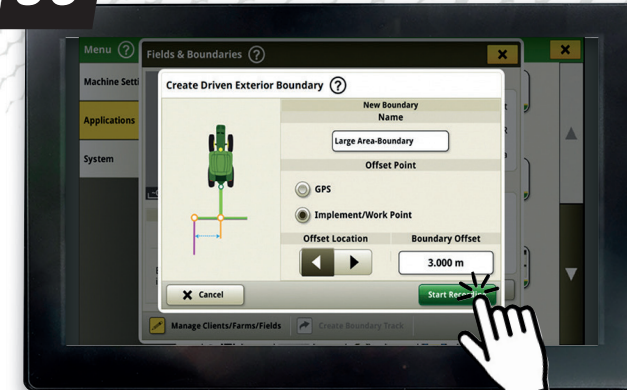 Menu
Fields & Boundaries
Machine Setti
Applications
System
Create Driven Exterior Boundary
New Boundary
Name
Large Area-Boundary
Offset Point
GPS
Implement/Work Point
Offset Location
Boundary Offset
3.000 m
Cancel
Start Recording
Manage Clients/Farms/Fields
Create Boundary Track